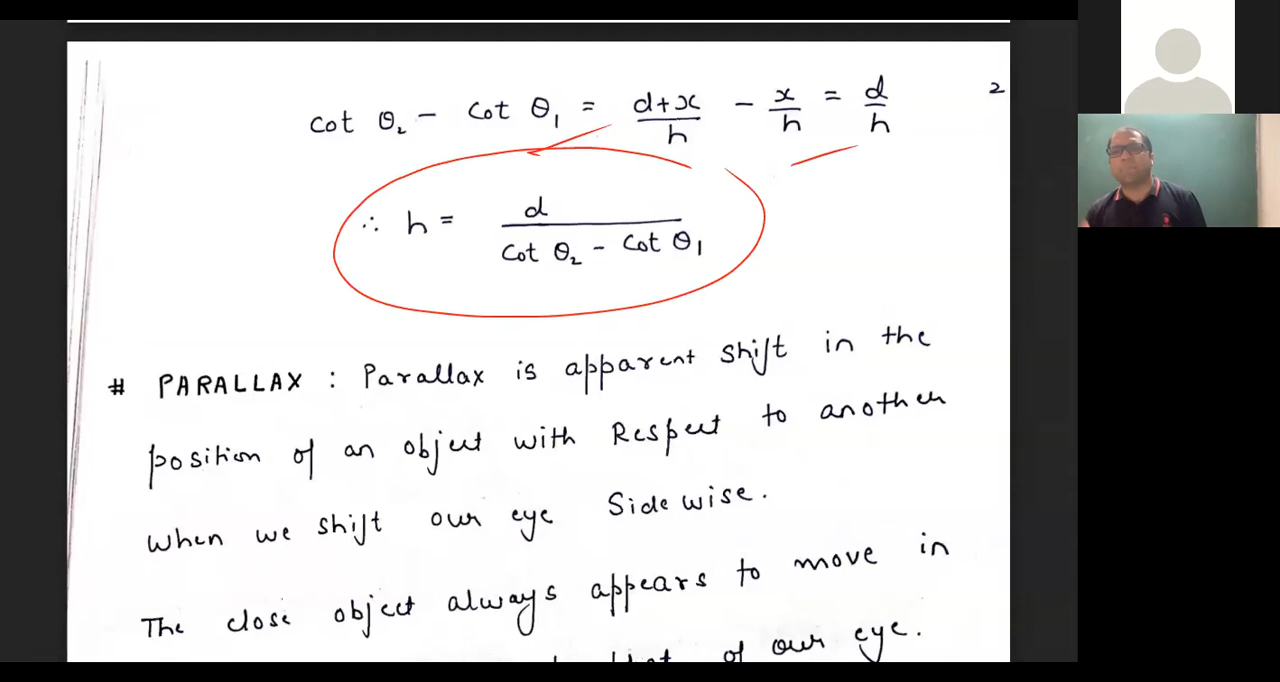 2
cot θ₂ - cot θ₁ = d+x/h - x/h = d/h
∴ h = d / cot θ₂ - cot θ₁
# PARALLAX : Parallax is apparent shift in the
position of an object with Respect to another
when we shift our eye Side wise.
The close object always appears to move in
of our eye.